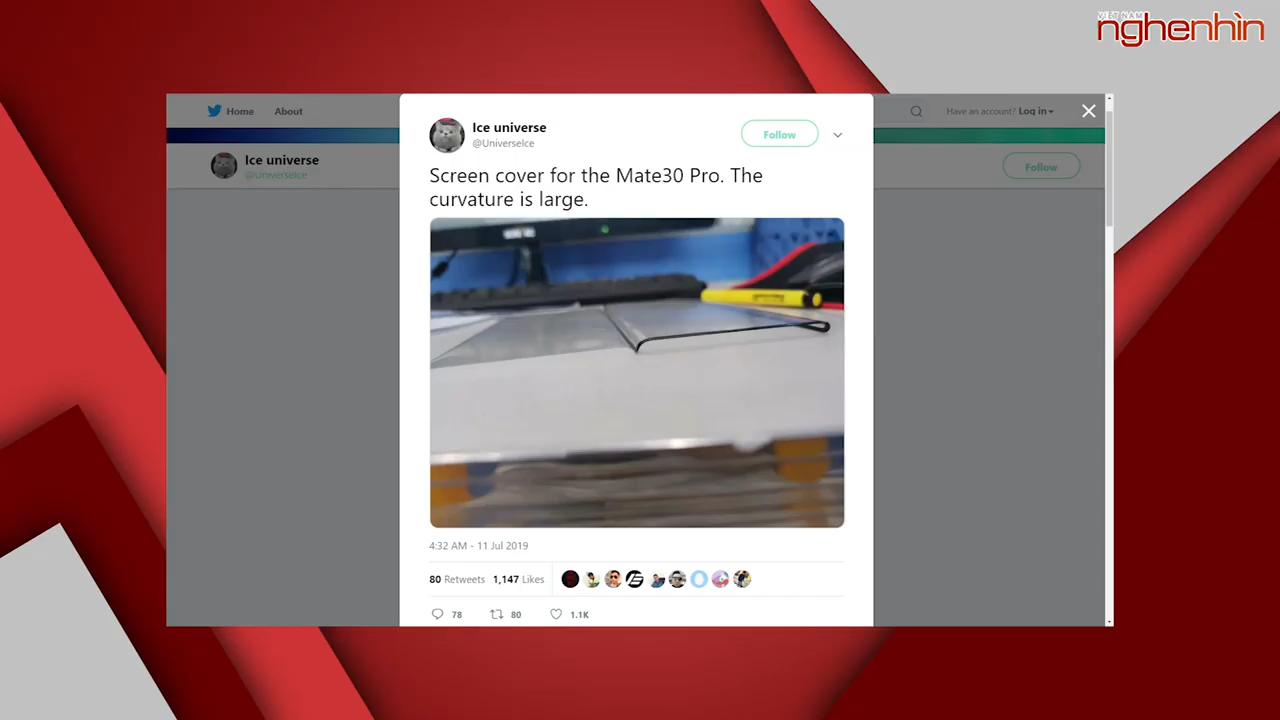 VIỆT NAM
nghenhìn
Home About
Have an account? Log in
Ice universe
@UniverseIce
Follow
Ice universe
@UniverseIce
Follow
Screen cover for the Mate30 Pro. The
curvature is large.
4:32 AM - 11 Jul 2019
80 Retweets 1,147 Likes
78 80 1.1K